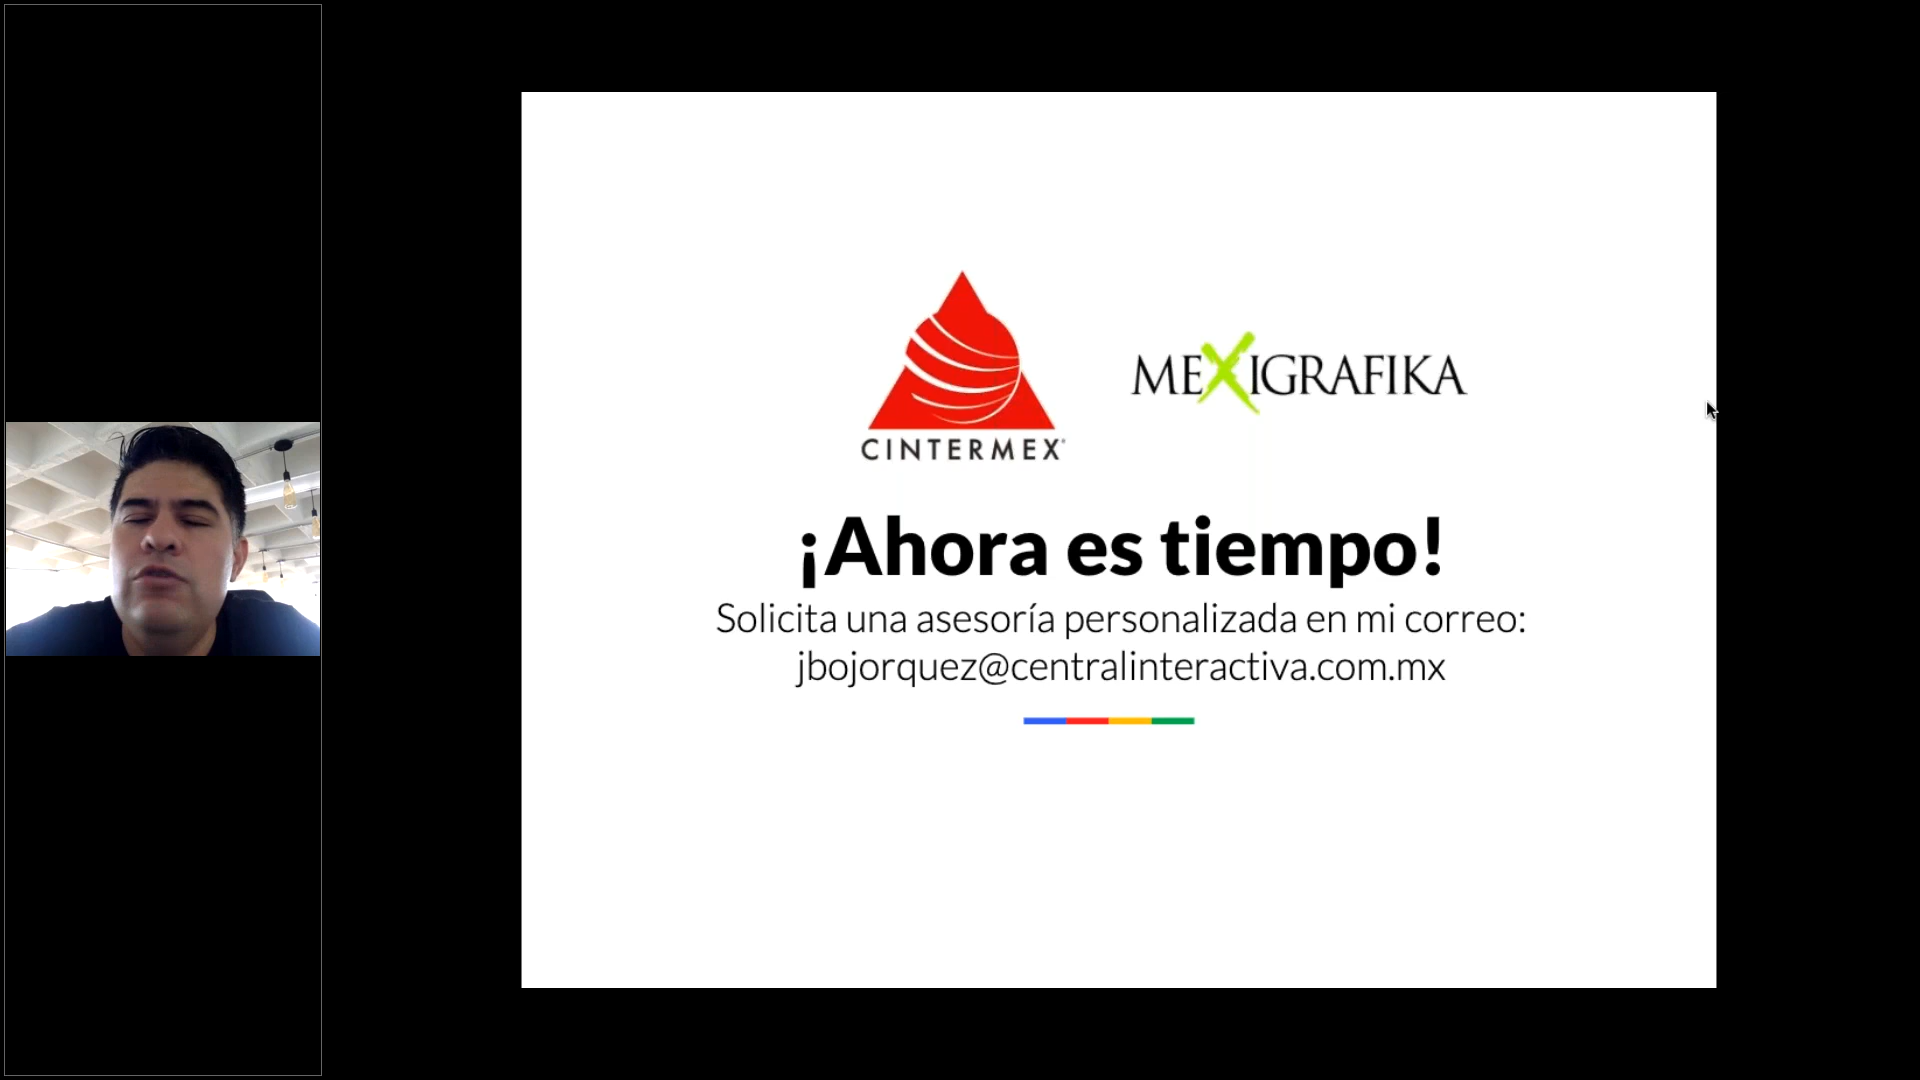 CINTERMEX
MEXIGRAFIKA
¡Ahora es tiempo!
Solicita una asesoría personalizada en mi correo:
jbojorquez@centralinteractiva.com.mx